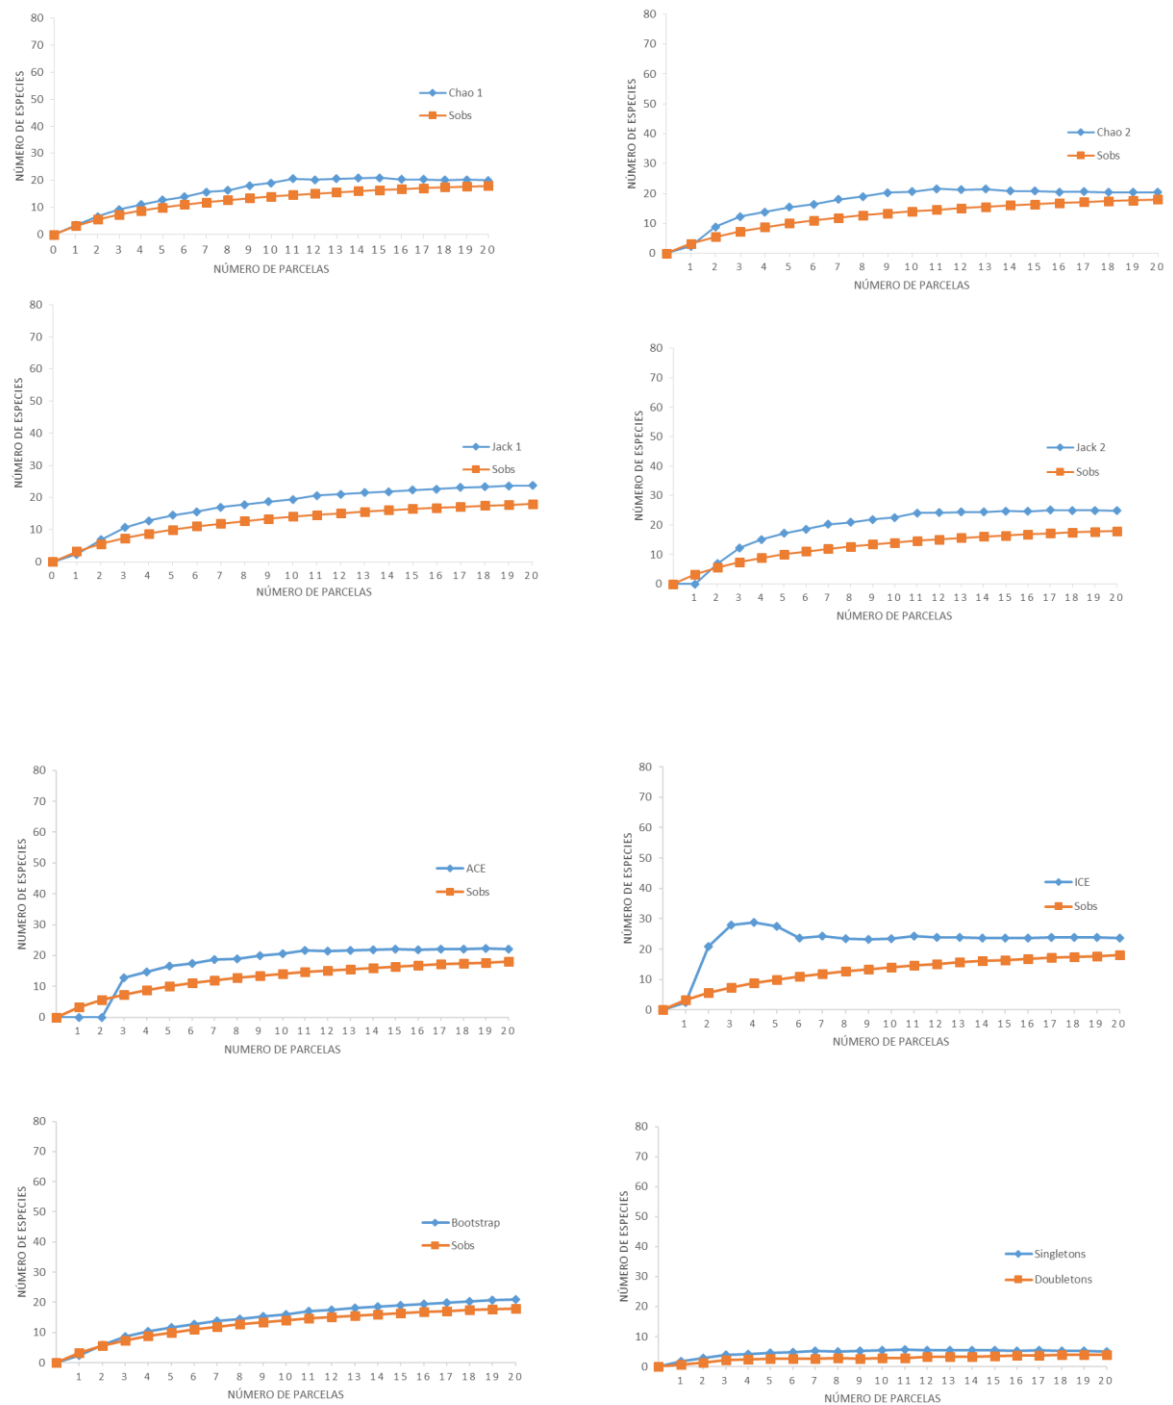 80
70
60
50
40
30
20
10
0
NÚMERO DE ESPECIES
Chao 1
Sobs
0 1 2 3 4 5 6 7 8 9 10 11 12 13 14 15 16 17 18 19 20
NÚMERO DE PARCELAS
80
70
60
50
40
30
20
10
0
NÚMERO DE ESPECIES
Chao 2
Sobs
1 2 3 4 5 6 7 8 9 10 11 12 13 14 15 16 17 18 19 20
NÚMERO DE PARCELAS
80
70
60
50
40
30
20
10
0
NÚMERO DE ESPECIES
Jack 1
Sobs
0 1 2 3 4 5 6 7 8 9 10 11 12 13 14 15 16 17 18 19 20
NÚMERO DE PARCELAS
80
70
60
50
40
30
20
10
0
NÚMERO DE ESPECIES
Jack 2
Sobs
1 2 3 4 5 6 7 8 9 10 11 12 13 14 15 16 17 18 19 20
NÚMERO DE PARCELAS
80
70
60
50
40
30
20
10
0
NUMERO DE ESPECIES
ACE
Sobs
1 2 3 4 5 6 7 8 9 10 11 12 13 14 15 16 17 18 19 20
NUMERO DE PARCELAS
80
70
60
50
40
30
20
10
0
NÚMERO DE ESPECIES
ICE
Sobs
1 2 3 4 5 6 7 8 9 10 11 12 13 14 15 16 17 18 19 20
NÚMERO DE PARCELAS
80
70
60
50
40
30
20
10
0
NÚMERO DE ESPECIES
Bootstrap
Sobs
1 2 3 4 5 6 7 8 9 10 11 12 13 14 15 16 17 18 19 20
NÚMERO DE PARCELAS
80
70
60
50
40
30
20
10
0
NÚMERO DE ESPECIES
Singletons
Doubletons
1 2 3 4 5 6 7 8 9 10 11 12 13 14 15 16 17 18 19 20
NÚMERO DE PARCELAS